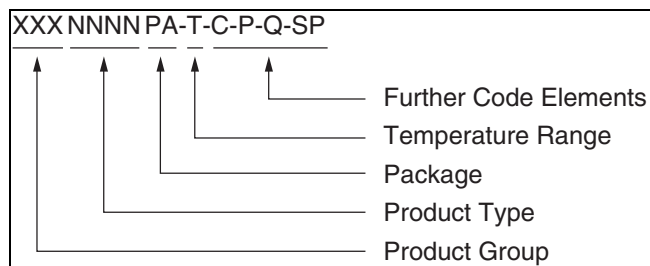 XXX NNNN PA-T-C-P-Q-SP
Further Code Elements
Temperature Range
Package
Product Type
Product Group